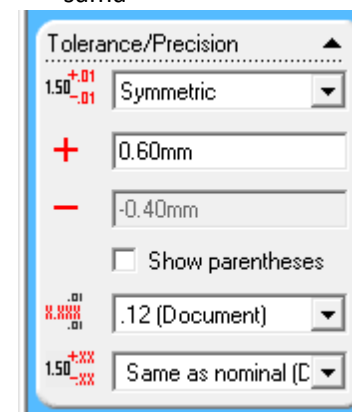 sama
Tolerance/Precision
1.50 +.01 -.01 Symmetric
+ 0.60mm
- -0.40mm
Show parentheses
X.XXX .01 .01 .12 (Document)
1.50 +.XX -.XX Same as nominal (D